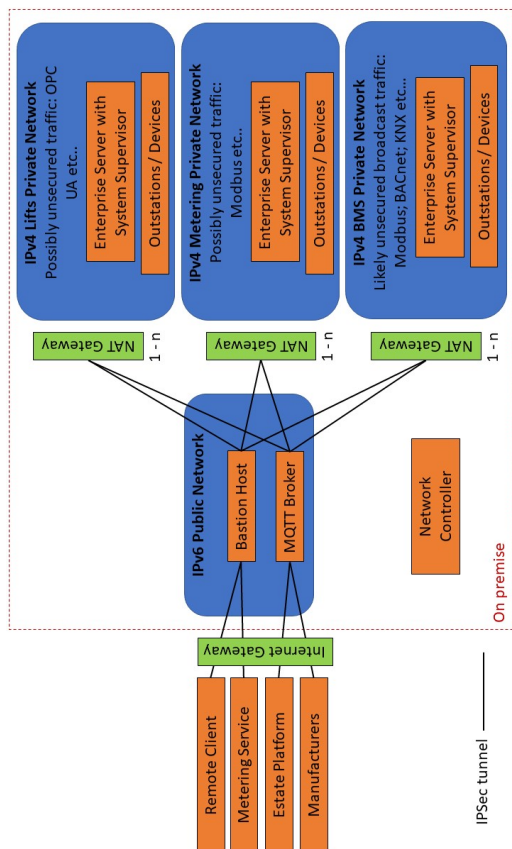 Remote Client
Metering Service
Estate Platform
Manufacturers
Internet Gateway
IPSec tunnel
On premise
IPv6 Public Network
Bastion Host
MQTT Broker
Network
Controller
NAT Gateway
1 - n
NAT Gateway
1 - n
NAT Gateway
1 - n
IPv4 Lifts Private Network
Possibly unsecured traffic: OPC
UA etc..
Enterprise Server with
System Supervisor
Outstations / Devices
IPv4 Metering Private Network
Possibly unsecured traffic:
Modbus etc..
Enterprise Server with
System Supervisor
Outstations / Devices
IPv4 BMS Private Network
Likely unsecured broadcast traffic:
Modbus; BACnet; KNX etc...
Enterprise Server with
System Supervisor
Outstations / Devices